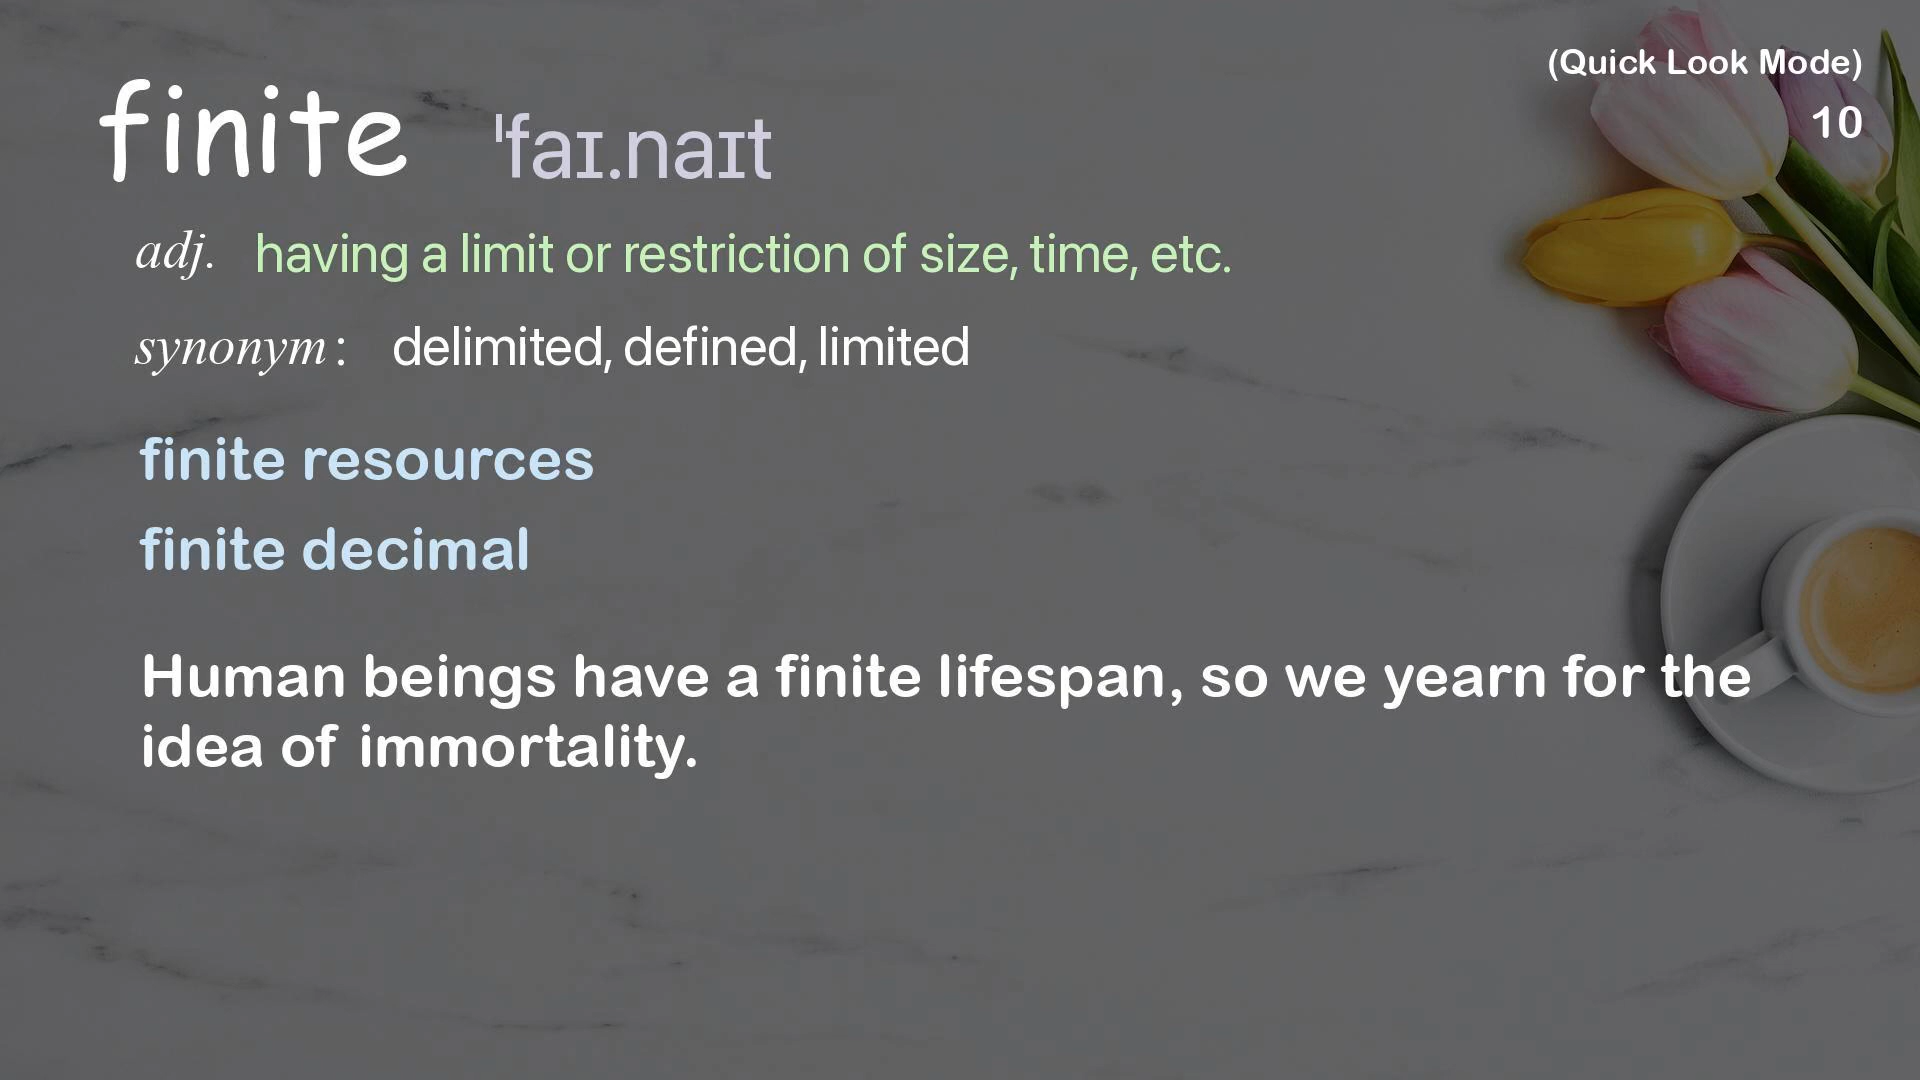 (Quick Look Mode)
10
finite ˈfaɪ.naɪt
adj. having a limit or restriction of size, time, etc.
synonym: delimited, defined, limited
finite resources
finite decimal
Human beings have a finite lifespan, so we yearn for the
idea of immortality.